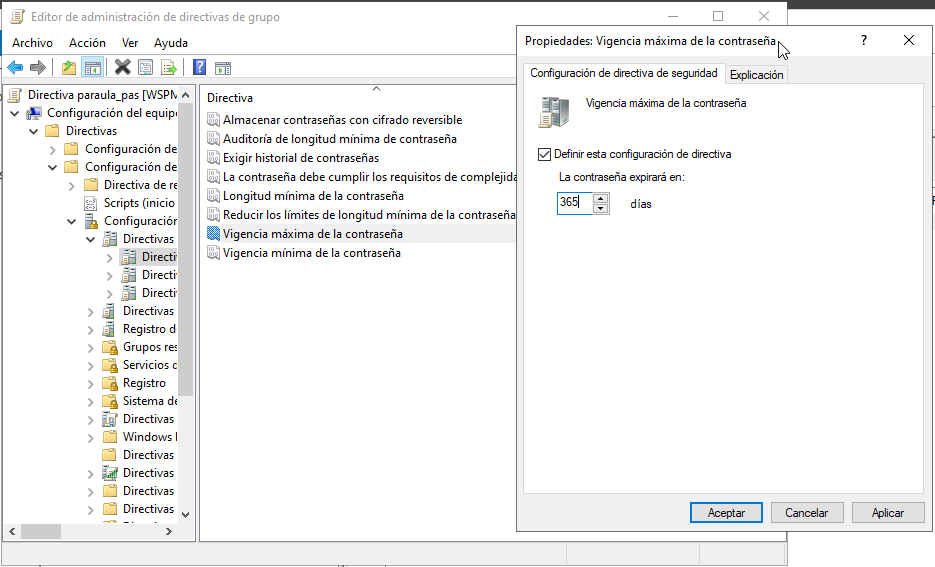 Editor de administración de directivas de grupo
Archivo Acción Ver Ayuda
Directiva paraula_pas [WSPM
Configuración del equipo
Directivas
Configuración de
Configuración de
Directiva de re
Scripts (inicio
Configuración
Directivas
Directi
Directi
Directi
Directivas
Registro d
Grupos res
Servicios
Registro
Sistema de
Directivas
Windows
Directivas
Directivas
Directivas
Directivas
Directiva
Almacenar contraseñas con cifrado reversible
Auditoría de longitud mínima de contraseña
Exigir historial de contraseñas
La contraseña debe cumplir los requisitos de complejida
Longitud mínima de la contraseña
Reducir los límites de longitud mínima de la contraseña
Vigencia máxima de la contraseña
Vigencia mínima de la contraseña
Propiedades: Vigencia máxima de la contraseña
?
Configuración de directiva de seguridad Explicación
Vigencia máxima de la contraseña
Definir esta configuración de directiva
La contraseña expirará en:
365 días
Aceptar Cancelar Aplicar